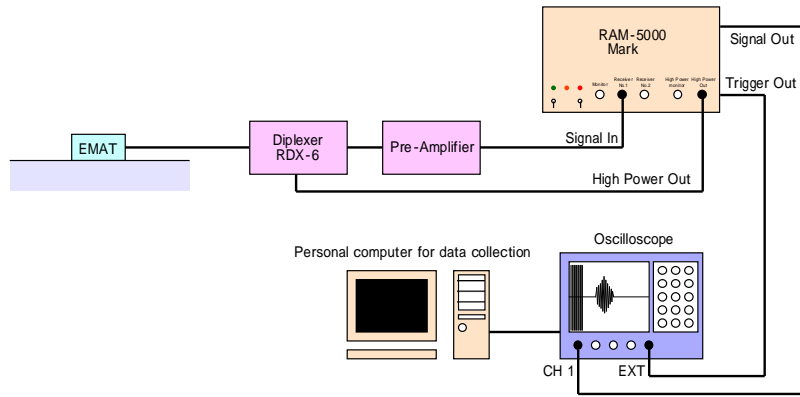 RAM-5000
Mark
Signal Out
Monitor
Receiver
No.1
Receiver
No.2
High Power
monitor
High Power
Out
Trigger Out
EMAT
Diplexer
RDX-6
Pre-Amplifier
Signal In
High Power Out
Personal computer for data collection
Oscilloscope
CH 1
EXT